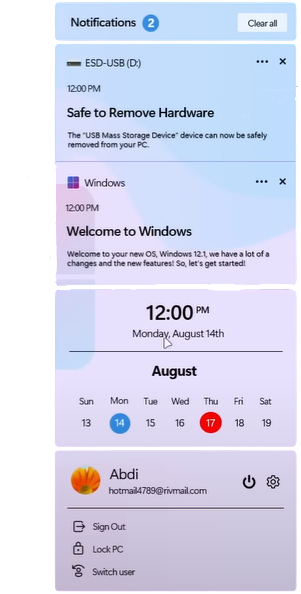 Notifications 2 Clear all
ESD-USB (D:)
12:00 PM
Safe to Remove Hardware
The "USB Mass Storage Device" device can now be safely
removed from your PC.
Windows
12:00 PM
Welcome to Windows
Welcome to your new OS, Windows 12.1, we have a lot of a
changes and the new features! So, let's get started!
12:00 PM
Monday, August 14th
August
Sun Mon Tue Wed Thu Fri Sat
13 14 15 16 17 18 19
Abdi
hotmail4789@rivmail.com
Sign Out
Lock PC
Switch user